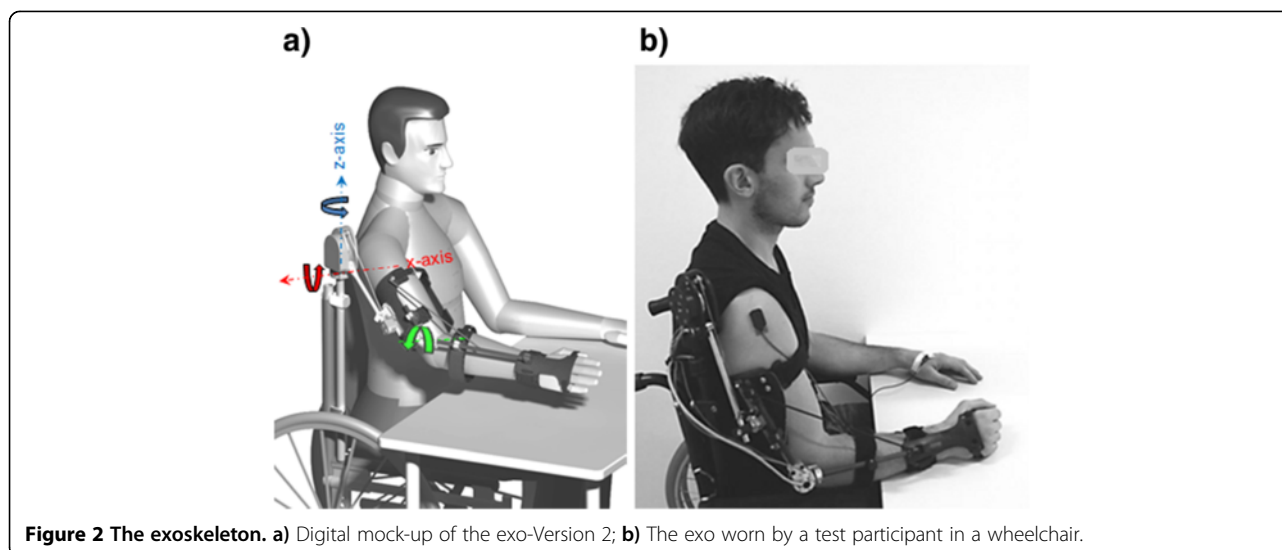 a)
b)
z-axis
x-axis
Figure 2 The exoskeleton. a) Digital mock-up of the exo-Version 2; b) The exo worn by a test participant in a wheelchair.